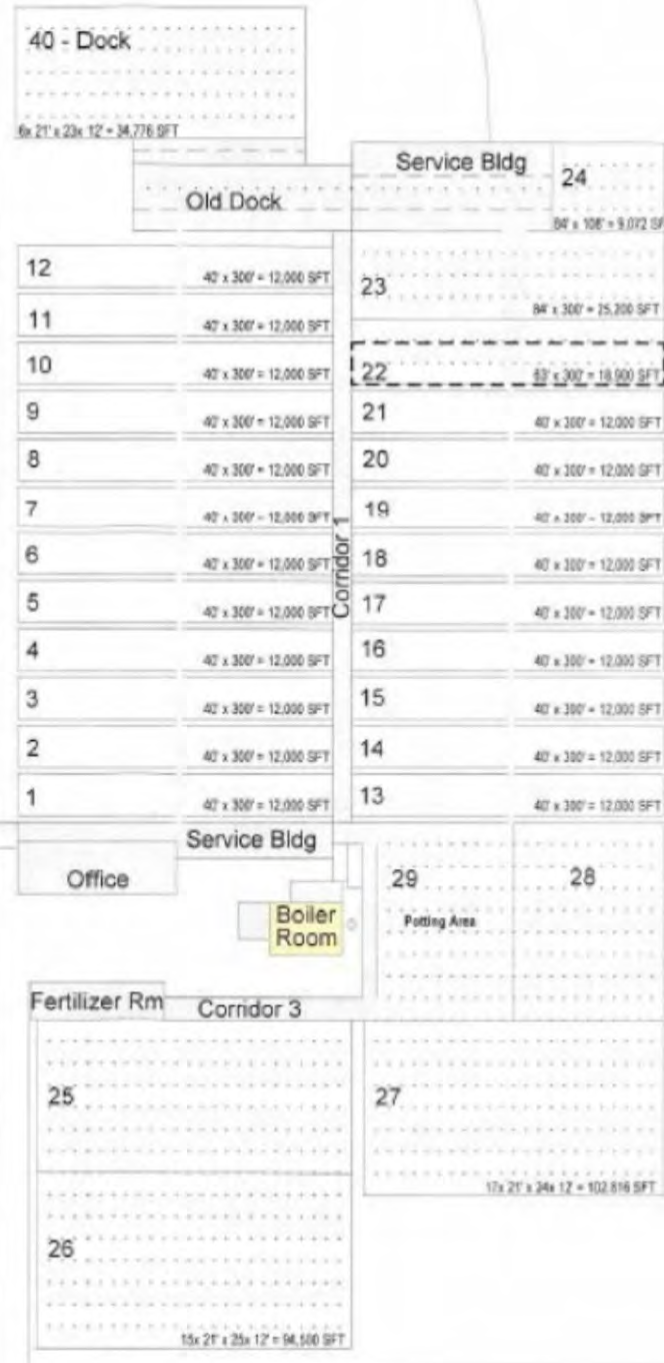 40 - Dock
6x 21' x 23x 12' = 34,776 SFT
Service Bldg
24
84' x 108' = 9,072 SF
Old Dock
12
40' x 300' = 12,000 SFT
11
40' x 300' = 12,000 SFT
10
40' x 300' = 12,000 SFT
9
40' x 300' = 12,000 SFT
8
40' x 300' = 12,000 SFT
7
40' x 300' = 12,000 SFT
6
40' x 300' = 12,000 SFT
5
40' x 300' = 12,000 SFT
4
40' x 300' = 12,000 SFT
3
40' x 300' = 12,000 SFT
2
40' x 300' = 12,000 SFT
1
40' x 300' = 12,000 SFT
Corridor 1
23
84' x 300' = 25,200 SFT
22
63' x 300' = 18,900 SFT
21
40' x 300' = 12,000 SFT
20
40' x 300' = 12,000 SFT
19
40' x 300' = 12,000 SFT
18
40' x 300' = 12,000 SFT
17
40' x 300' = 12,000 SFT
16
40' x 300' = 12,000 SFT
15
40' x 300' = 12,000 SFT
14
40' x 300' = 12,000 SFT
13
40' x 300' = 12,000 SFT
Service Bldg
Office
Boiler
Room
29
Potting Area
28
Fertilizer Rm
Corridor 3
25
27
17x 21' x 24x 12' = 102,816 SFT
26
15x 21' x 25x 12' = 94,500 SFT